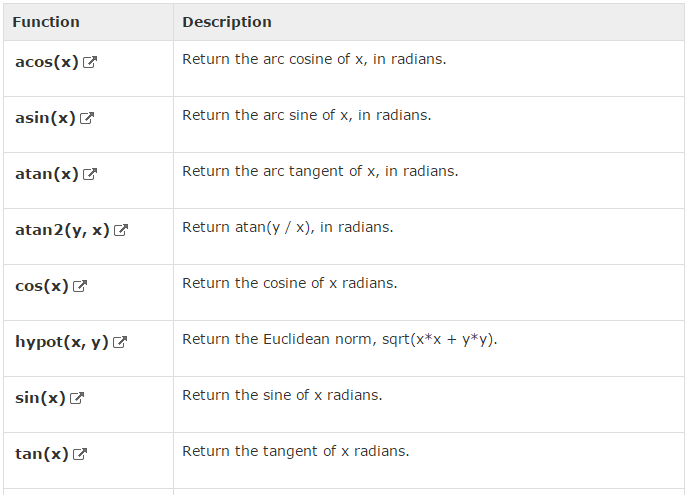 Function Description
acos(x) Return the arc cosine of x, in radians.
asin(x) Return the arc sine of x, in radians.
atan(x) Return the arc tangent of x, in radians.
atan2(y, x) Return atan(y / x), in radians.
cos(x) Return the cosine of x radians.
hypot(x, y) Return the Euclidean norm, sqrt(x*x + y*y).
sin(x) Return the sine of x radians.
tan(x) Return the tangent of x radians.